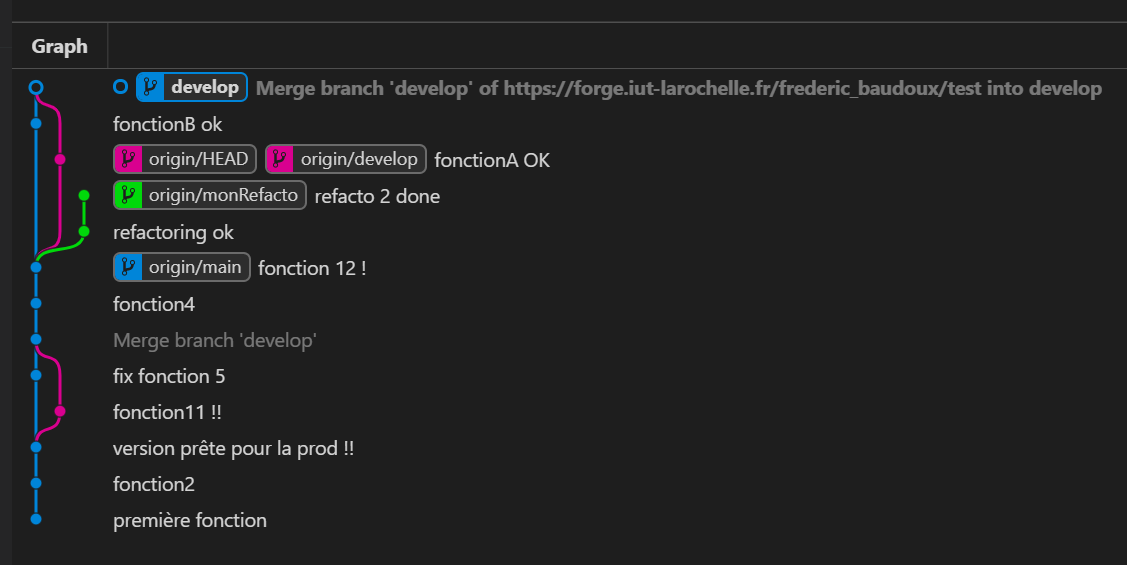 Graph
develop Merge branch 'develop' of https://forge.iut-larochelle.fr/frederic_baudoux/test into develop
fonctionB ok
origin/HEAD origin/develop fonctionA OK
origin/monRefacto refacto 2 done
refactoring ok
origin/main fonction 12 !
fonction4
Merge branch 'develop'
fix fonction 5
fonction11 !!
version prête pour la prod !!
fonction2
première fonction